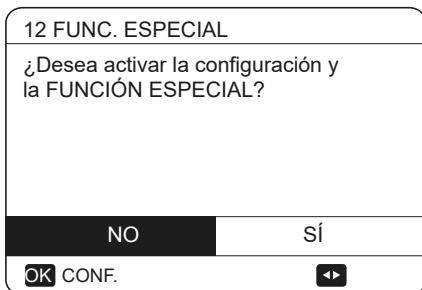 12 FUNC. ESPECIAL
¿Desea activar la configuración y
la FUNCIÓN ESPECIAL?
NO SÍ
OK CONF.